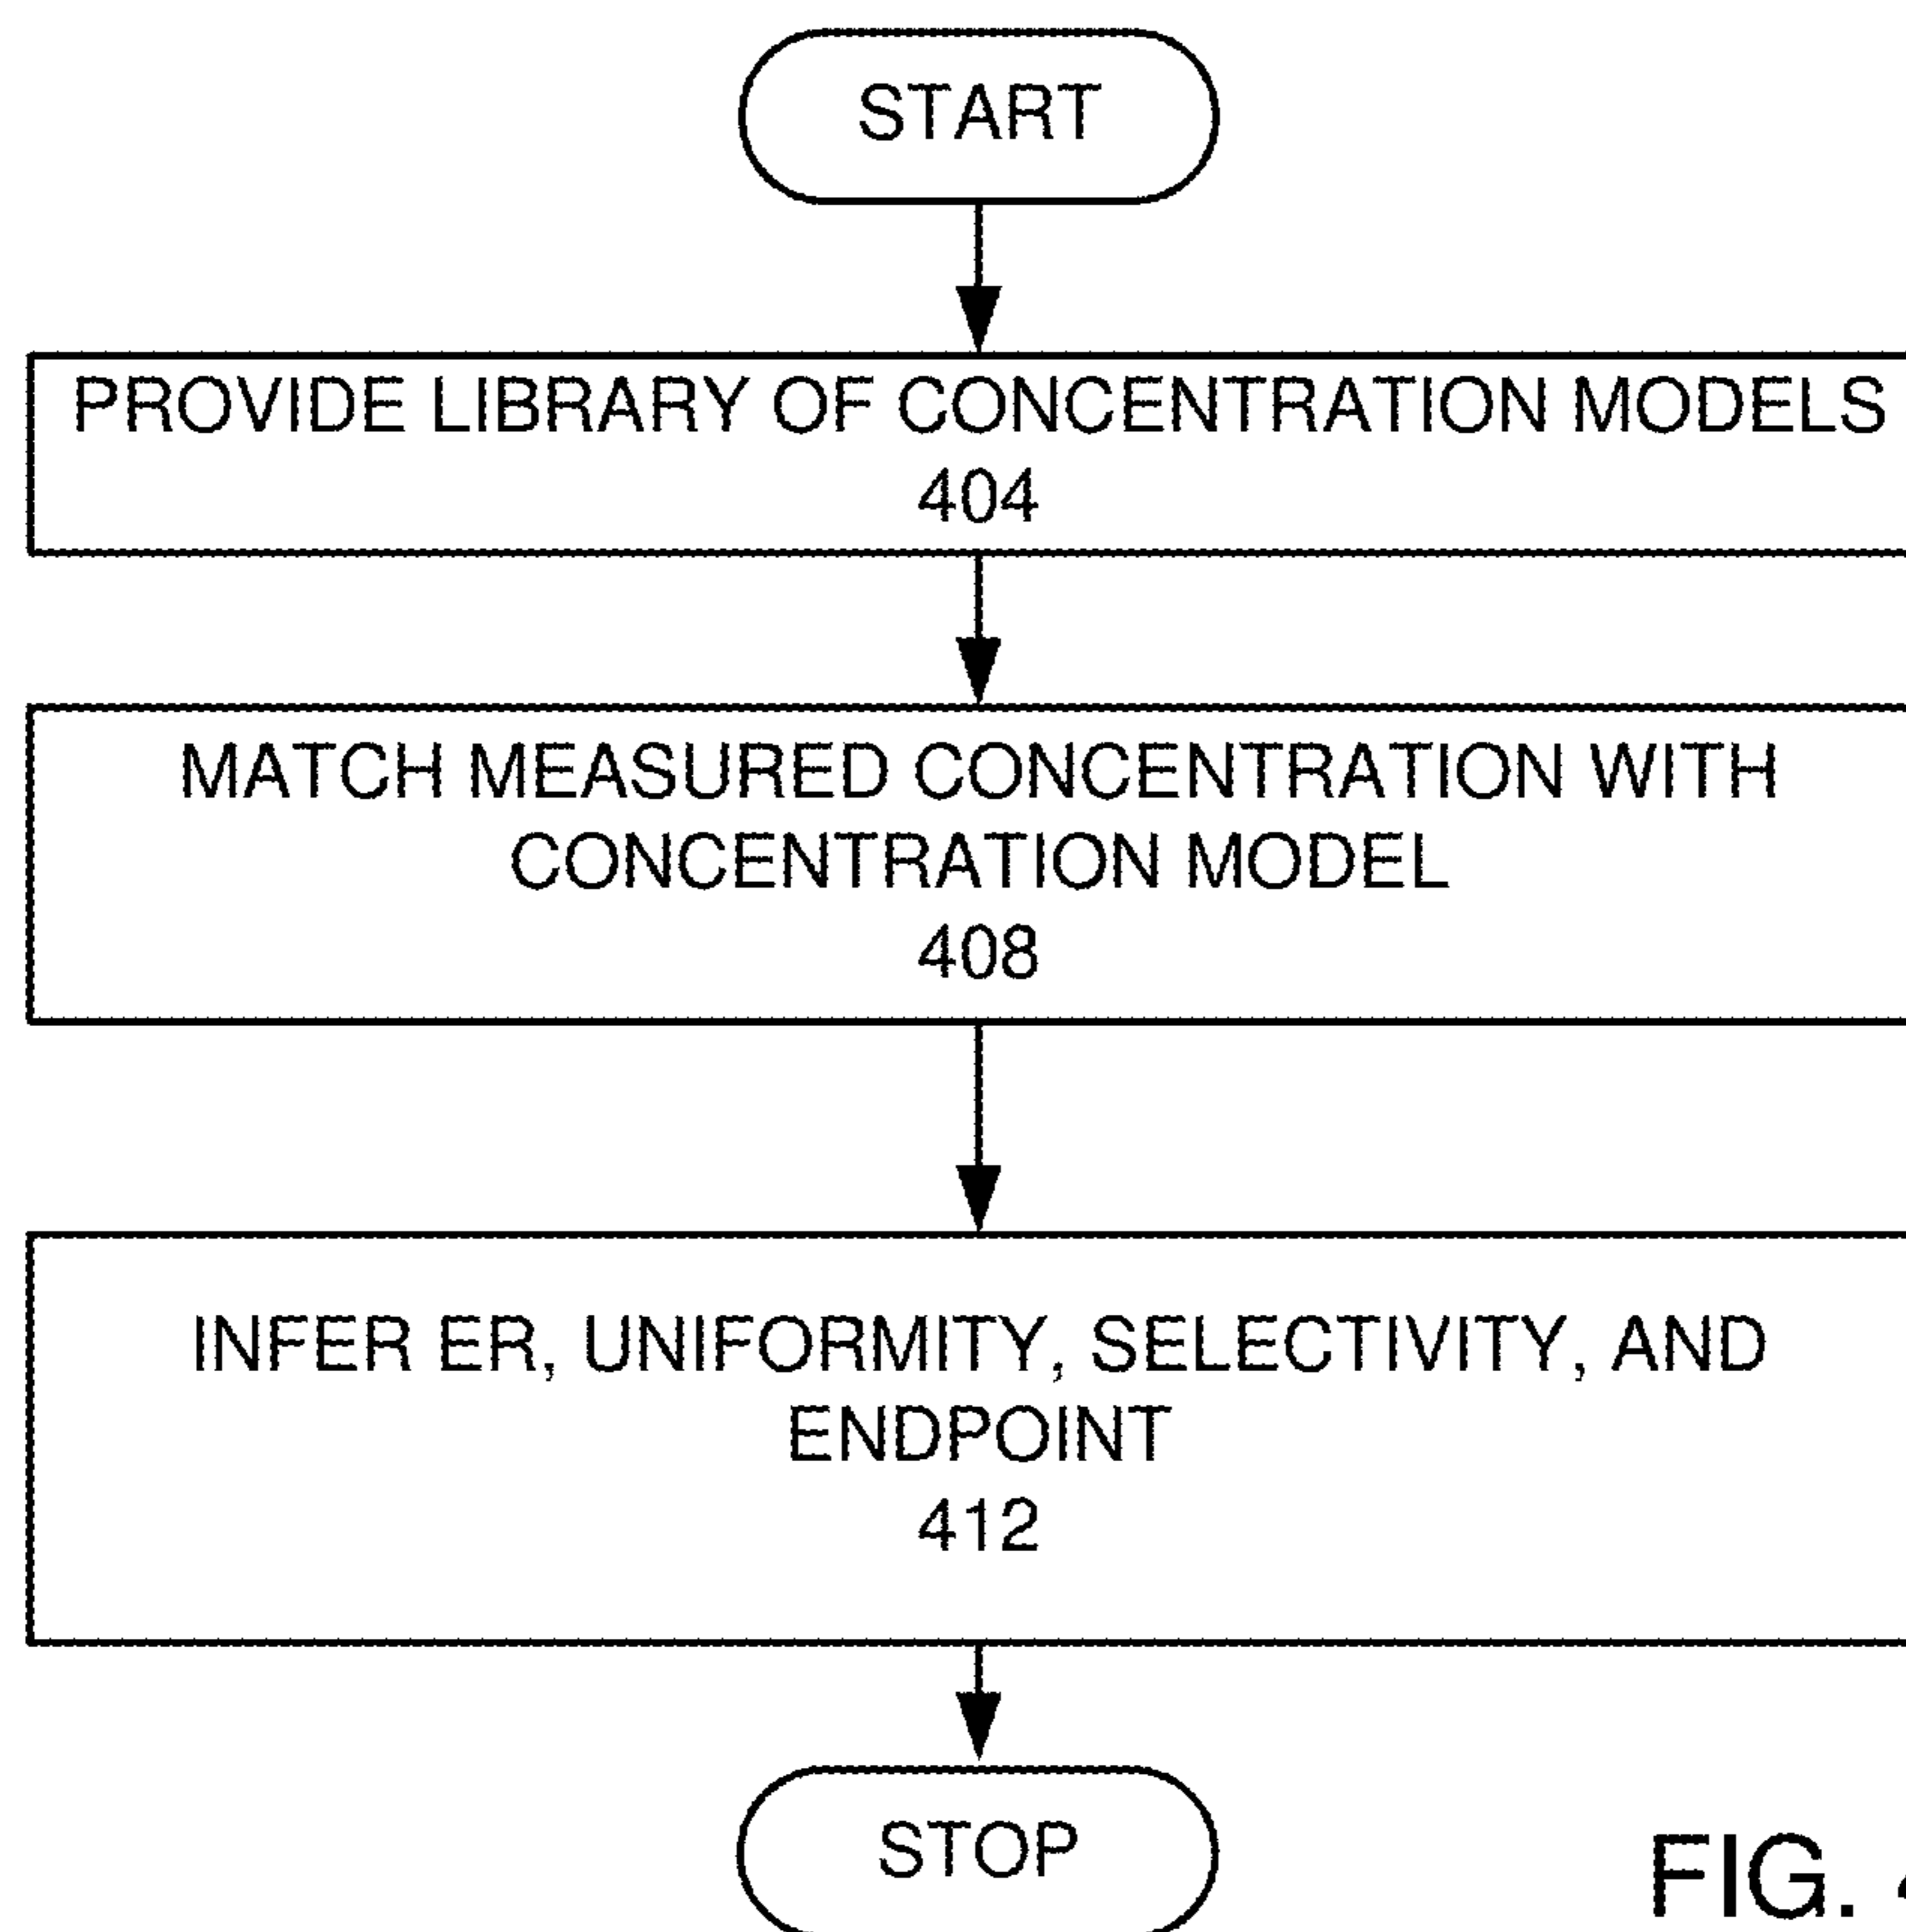 START
PROVIDE LIBRARY OF CONCENTRATION MODELS
404
MATCH MEASURED CONCENTRATION WITH
CONCENTRATION MODEL
408
INFER ER, UNIFORMITY, SELECTIVITY, AND
ENDPOINT
412
STOP
FIG.